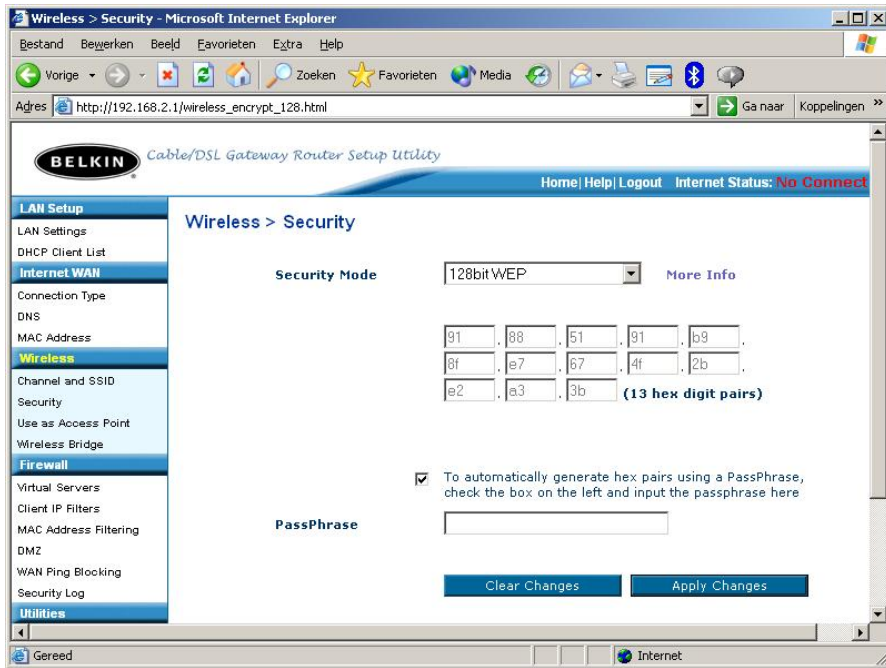 Wireless > Security - Microsoft Internet Explorer
Bestand Bewerken Beeld Favorieten Extra Help
Vorige Zoeken Favorieten Media
Adres http://192.168.2.1/wireless_encrypt_128.html Ga naar Koppelingen »
BELKIN Cable/DSL Gateway Router Setup Utility
Home| Help| Logout Internet Status: No Connect
LAN Setup
LAN Settings
DHCP Client List
Internet WAN
Connection Type
DNS
MAC Address
Wireless
Channel and SSID
Security
Use as Access Point
Wireless Bridge
Firewall
Virtual Servers
Client IP Filters
MAC Address Filtering
DMZ
WAN Ping Blocking
Security Log
Utilities
Wireless > Security
Security Mode 128bit WEP More Info
91 . 88 . 51 . 91 . b9 .
8f . e7 . 67 . 4f . 2b .
e2 . a3 . 3b (13 hex digit pairs)
To automatically generate hex pairs using a PassPhrase,
check the box on the left and input the passphrase here
PassPhrase
Clear Changes Apply Changes
Gereed Internet